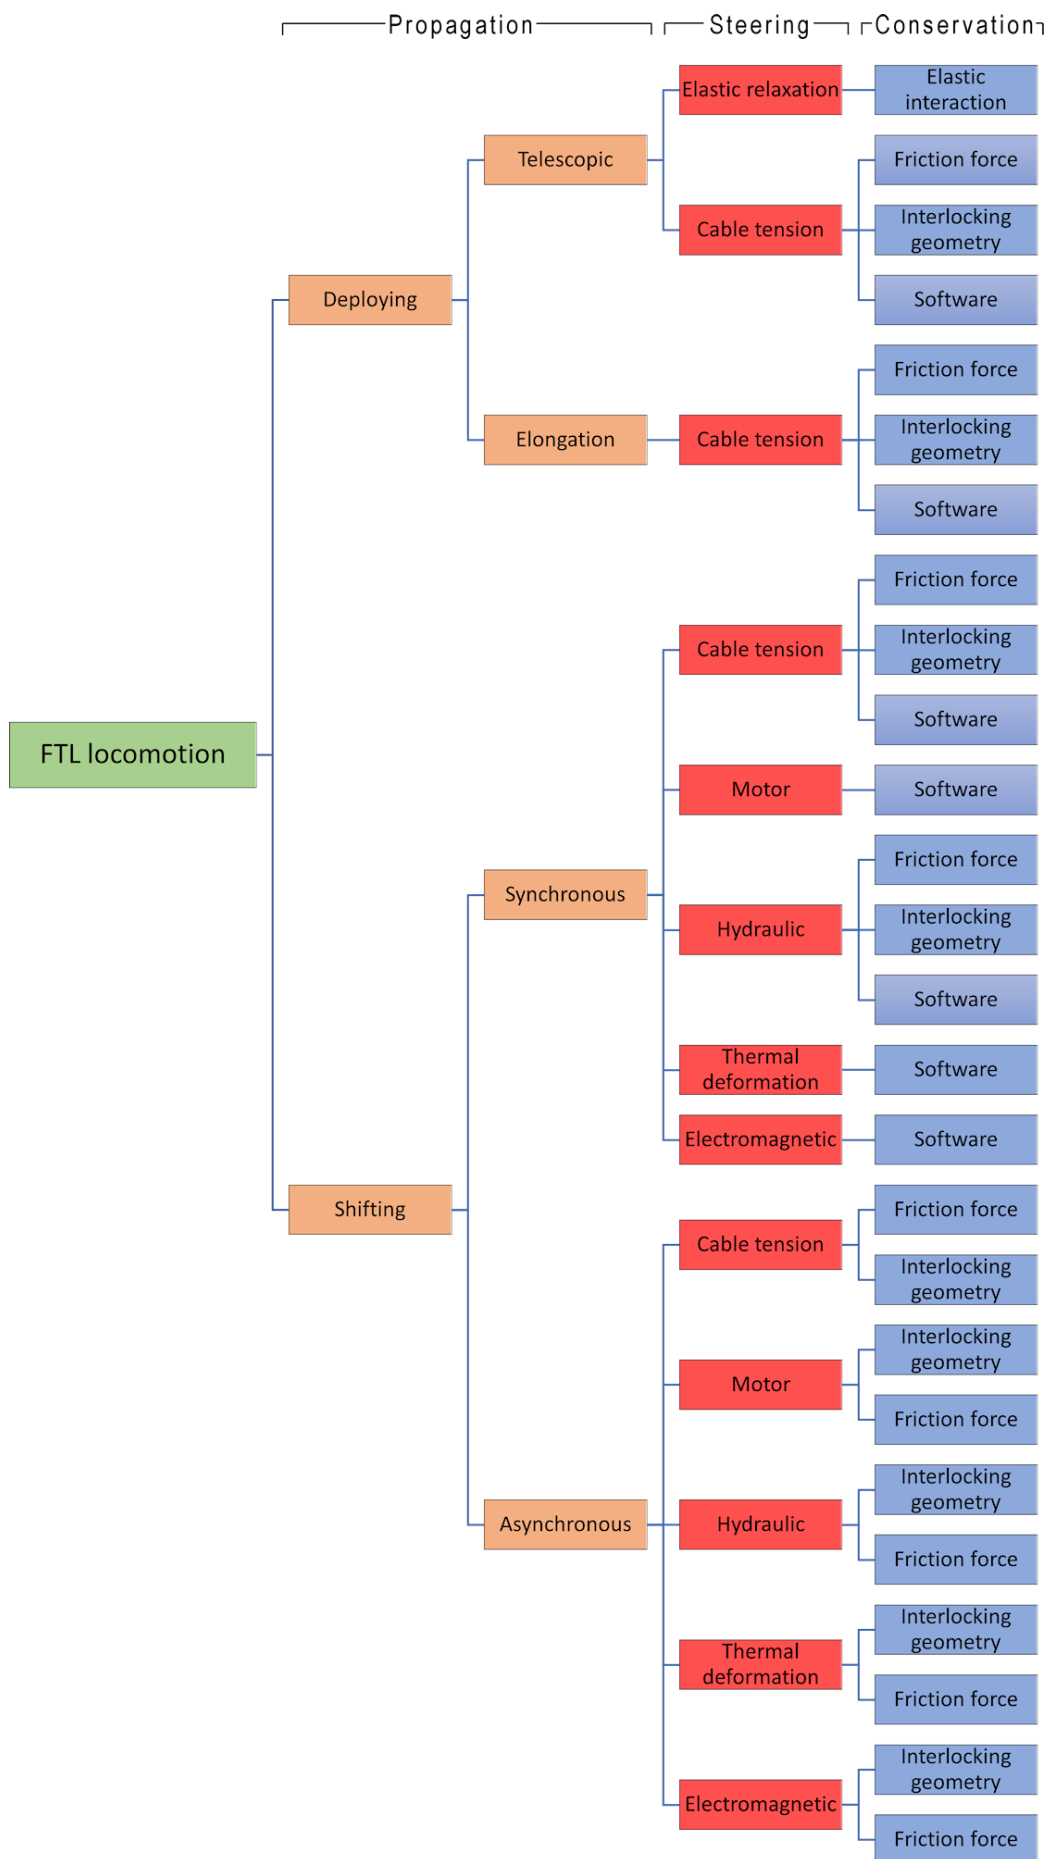 Propagation Steering Conservation
Elastic relaxation
Elastic
interaction
Telescopic
Friction force
Cable tension
Interlocking
geometry
Deploying
Software
Friction force
Elongation
Cable tension
Interlocking
geometry
Software
Friction force
Cable tension
Interlocking
geometry
Software
FTL locomotion
Motor
Software
Friction force
Synchronous
Hydraulic
Interlocking
geometry
Software
Thermal
deformation
Software
Electromagnetic
Software
Shifting
Friction force
Cable tension
Interlocking
geometry
Interlocking
geometry
Motor
Friction force
Interlocking
geometry
Asynchronous
Hydraulic
Friction force
Interlocking
geometry
Thermal
deformation
Friction force
Interlocking
geometry
Electromagnetic
Friction force